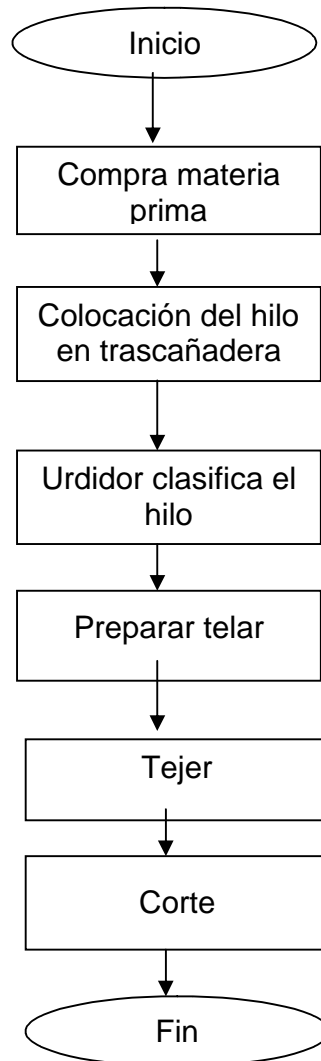 Inicio
Compra materia
prima
Colocación del hilo
en trascañadera
Urdidor clasifica el
hilo
Preparar telar
Tejer
Corte
Fin